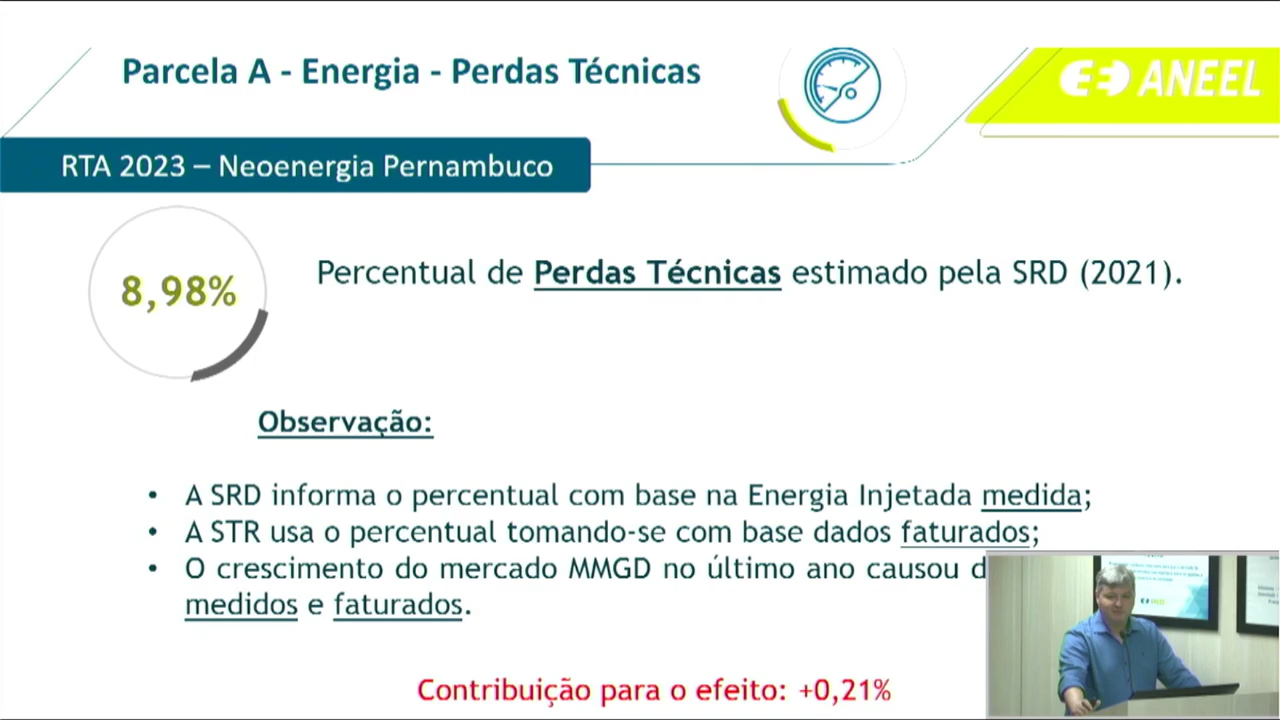 Parcela A - Energia - Perdas Técnicas
ANEEL
RTA 2023 – Neoenergia Pernambuco
8,98%
Percentual de Perdas Técnicas estimado pela SRD (2021).
Observação:
• A SRD informa o percentual com base na Energia Injetada medida;
• A STR usa o percentual tomando-se com base dados faturados;
• O crescimento do mercado MMGD no último ano causou
medidos e faturados.
Contribuição para o efeito: +0,21%